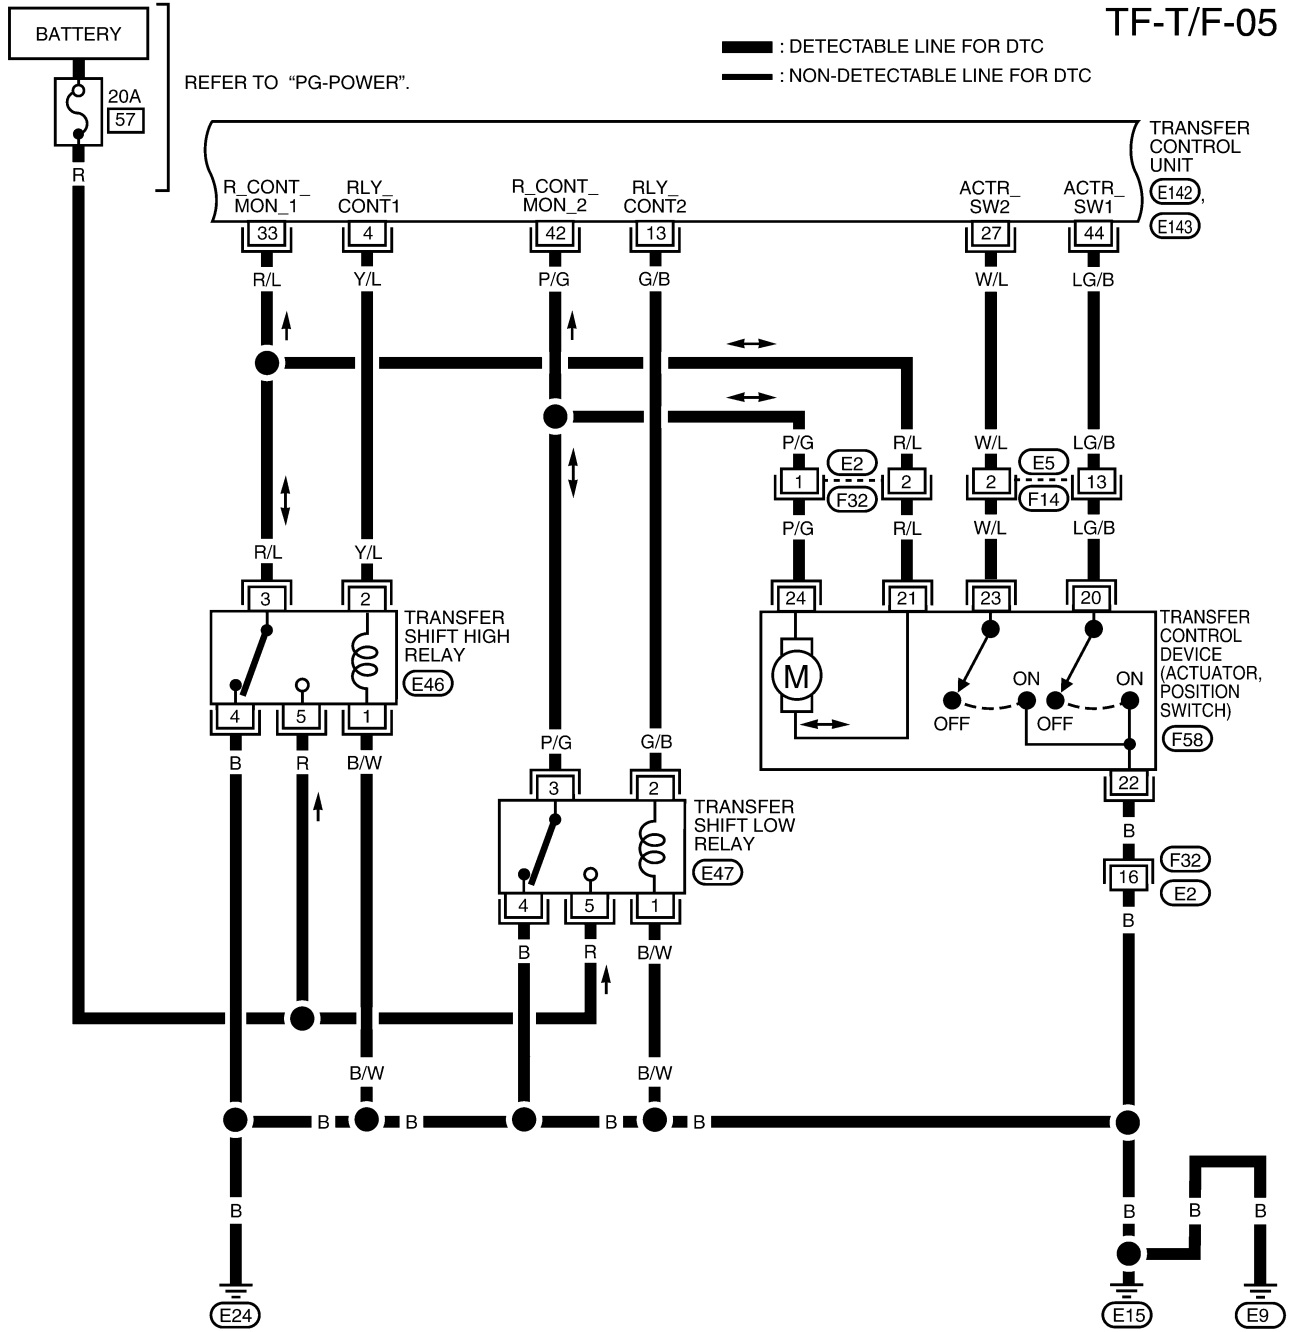 TF-T/F-05
BATTERY
: DETECTABLE LINE FOR DTC
: NON-DETECTABLE LINE FOR DTC
REFER TO “PG-POWER”.
20A
57
R
TRANSFER
CONTROL
UNIT
E142 ,
E143
R_CONT_
MON_1
RLY_
CONT1
R_CONT_
MON_2
RLY_
CONT2
ACTR_
SW2
ACTR_
SW1
33 4 42 13 27 44
R/L Y/L P/G G/B W/L LG/B
P/G R/L W/L LG/B
E2 E5
1 2 2 13
F32 F14
P/G R/L W/L LG/B
R/L Y/L
3 2
24 21 23 20
TRANSFER
SHIFT HIGH
RELAY
E46
M
ON ON
OFF OFF
TRANSFER
CONTROL
DEVICE
(ACTUATOR,
POSITION
SWITCH)
F58
4 5 1
B R B/W
P/G G/B
3 2
22
B
TRANSFER
SHIFT LOW
RELAY
E47
F32
16
E2
4 5 1
B
B R B/W
B/W B/W
B B B B
B B B B
E24 E15 E9